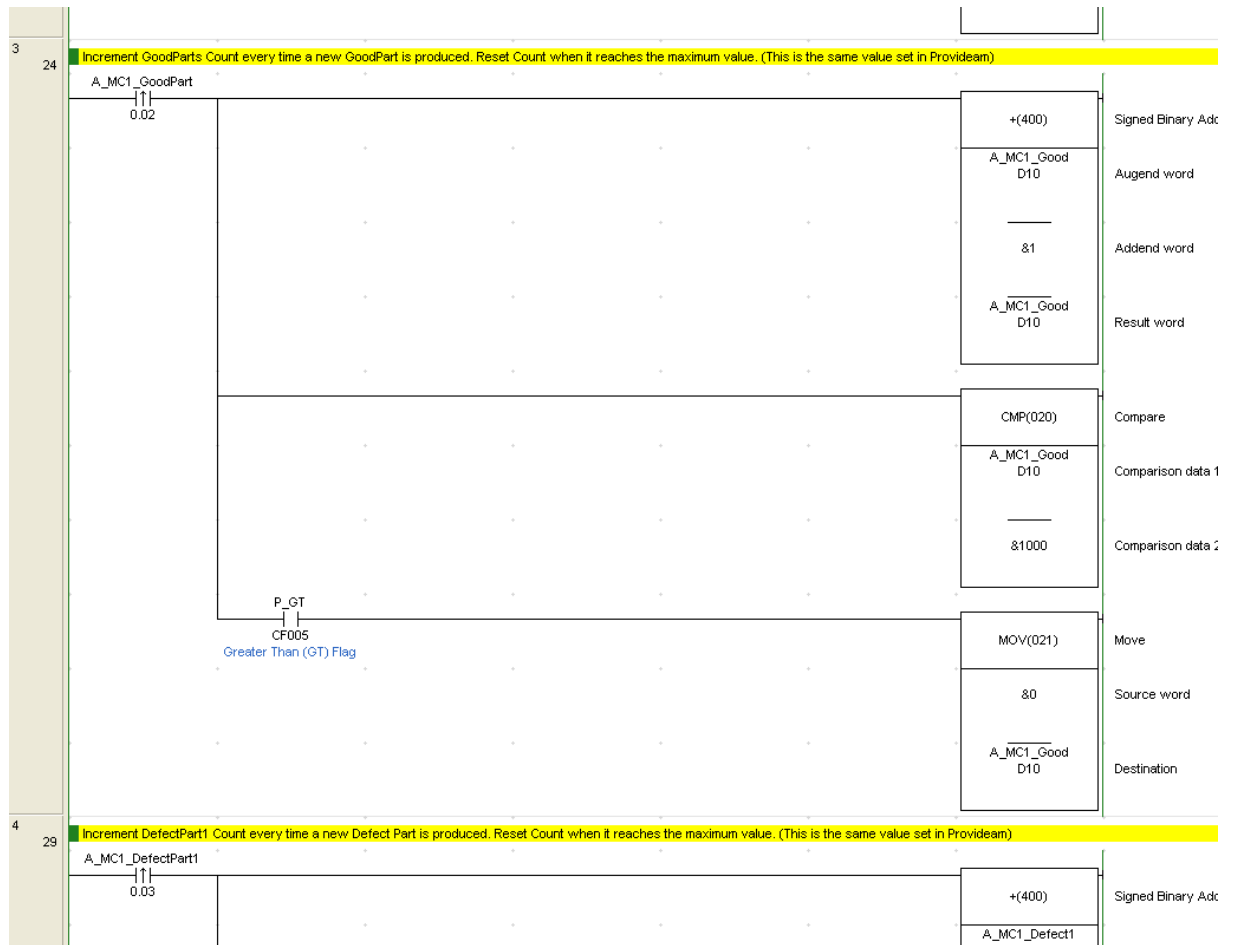 3
24
Increment GoodParts Count every time a new GoodPart is produced. Reset Count when it reaches the maximum value. (This is the same value set in Provideam)
A_MC1_GoodPart
0.02
+(400)
Signed Binary Adc
A_MC1_Good
D10
Augend word
&1
Addend word
A_MC1_Good
D10
Result word
CMP(020)
Compare
A_MC1_Good
D10
Comparison data 1
&1000
Comparison data 2
P_GT
CF005
Greater Than (GT) Flag
MOV(021)
Move
&0
Source word
A_MC1_Good
D10
Destination
4
29
Increment DefectPart1 Count every time a new Defect Part is produced. Reset Count when it reaches the maximum value. (This is the same value set in Provideam)
A_MC1_DefectPart1
0.03
+(400)
Signed Binary Adc
A_MC1_Defect1